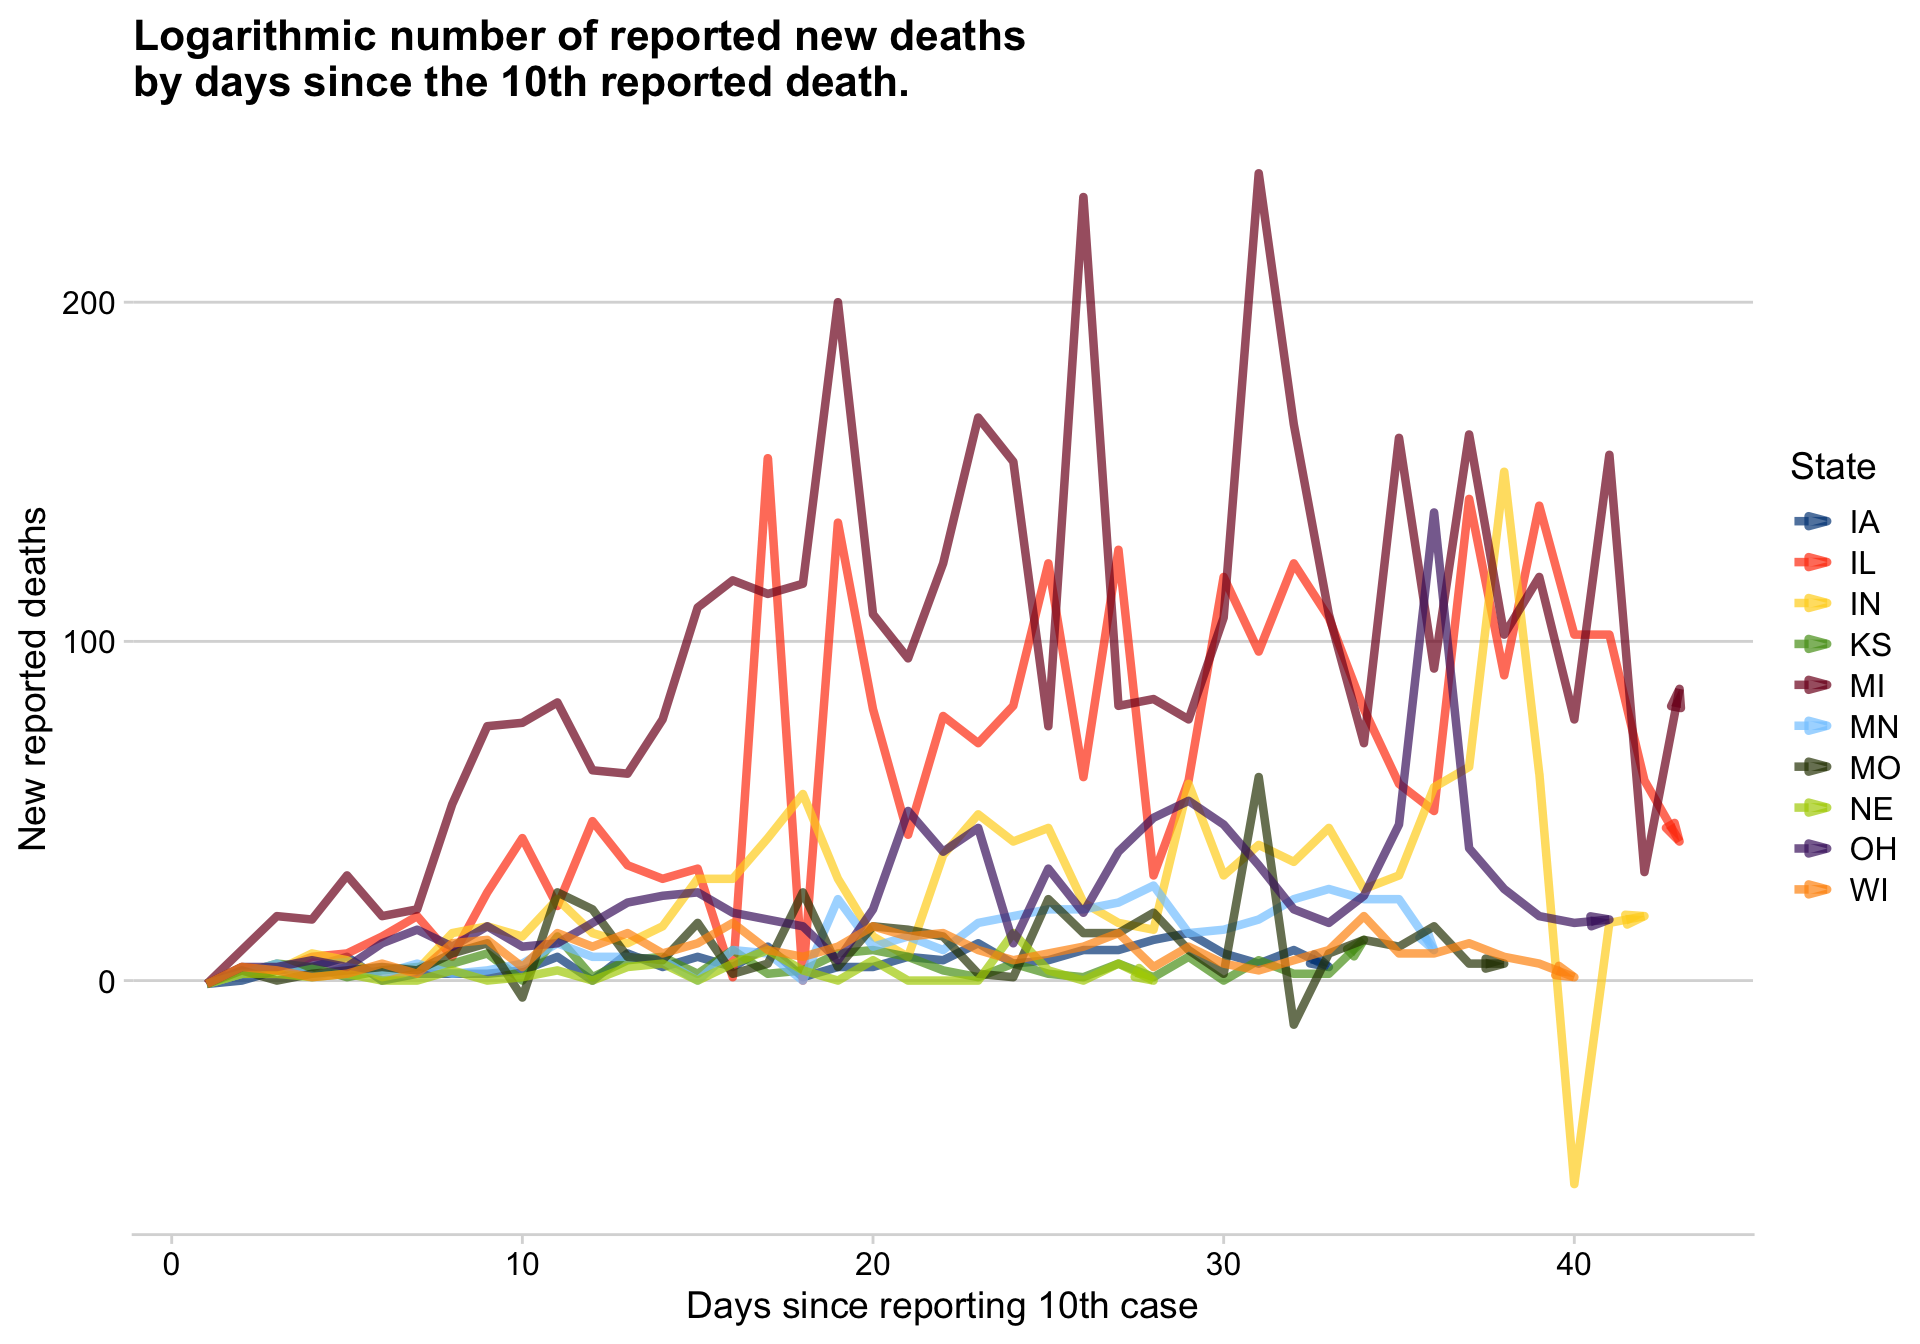 Logarithmic number of reported new deaths
by days since the 10th reported death.
New reported deaths
200
100
0
0
10
20
30
40
Days since reporting 10th case
State
IA
IL
IN
KS
MI
MN
MO
NE
OH
WI